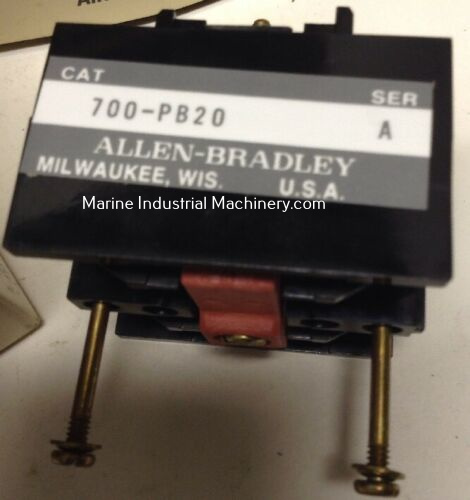 CAT
SER
700-PB20
A
ALLEN-BRADLEY
MILWAUKEE, WIS. U.S.A.
Marine Industrial Machinery.com